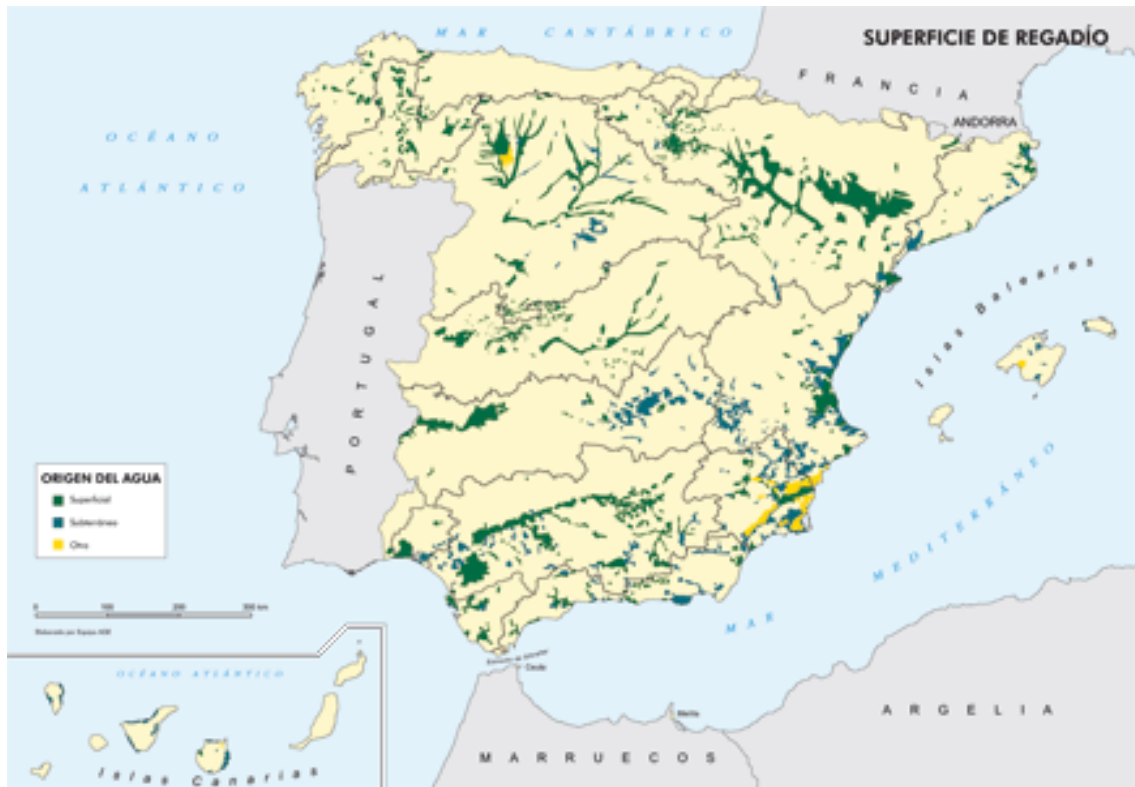 SUPERFICIE DE REGADÍO
MAR CANTÁBRICO
FRANCIA
ANDORRA
OCÉANO
ATLÁNTICO
PORTUGAL
Islas Baleares
MAR MEDITERRÁNEO
ORIGEN DEL AGUA
Superficial
Subterráneo
Otro
0 100 200 300 km
Ceuta
Melilla
OCÉANO ATLÁNTICO
Islas Canarias
MARRUECOS
ARGELIA